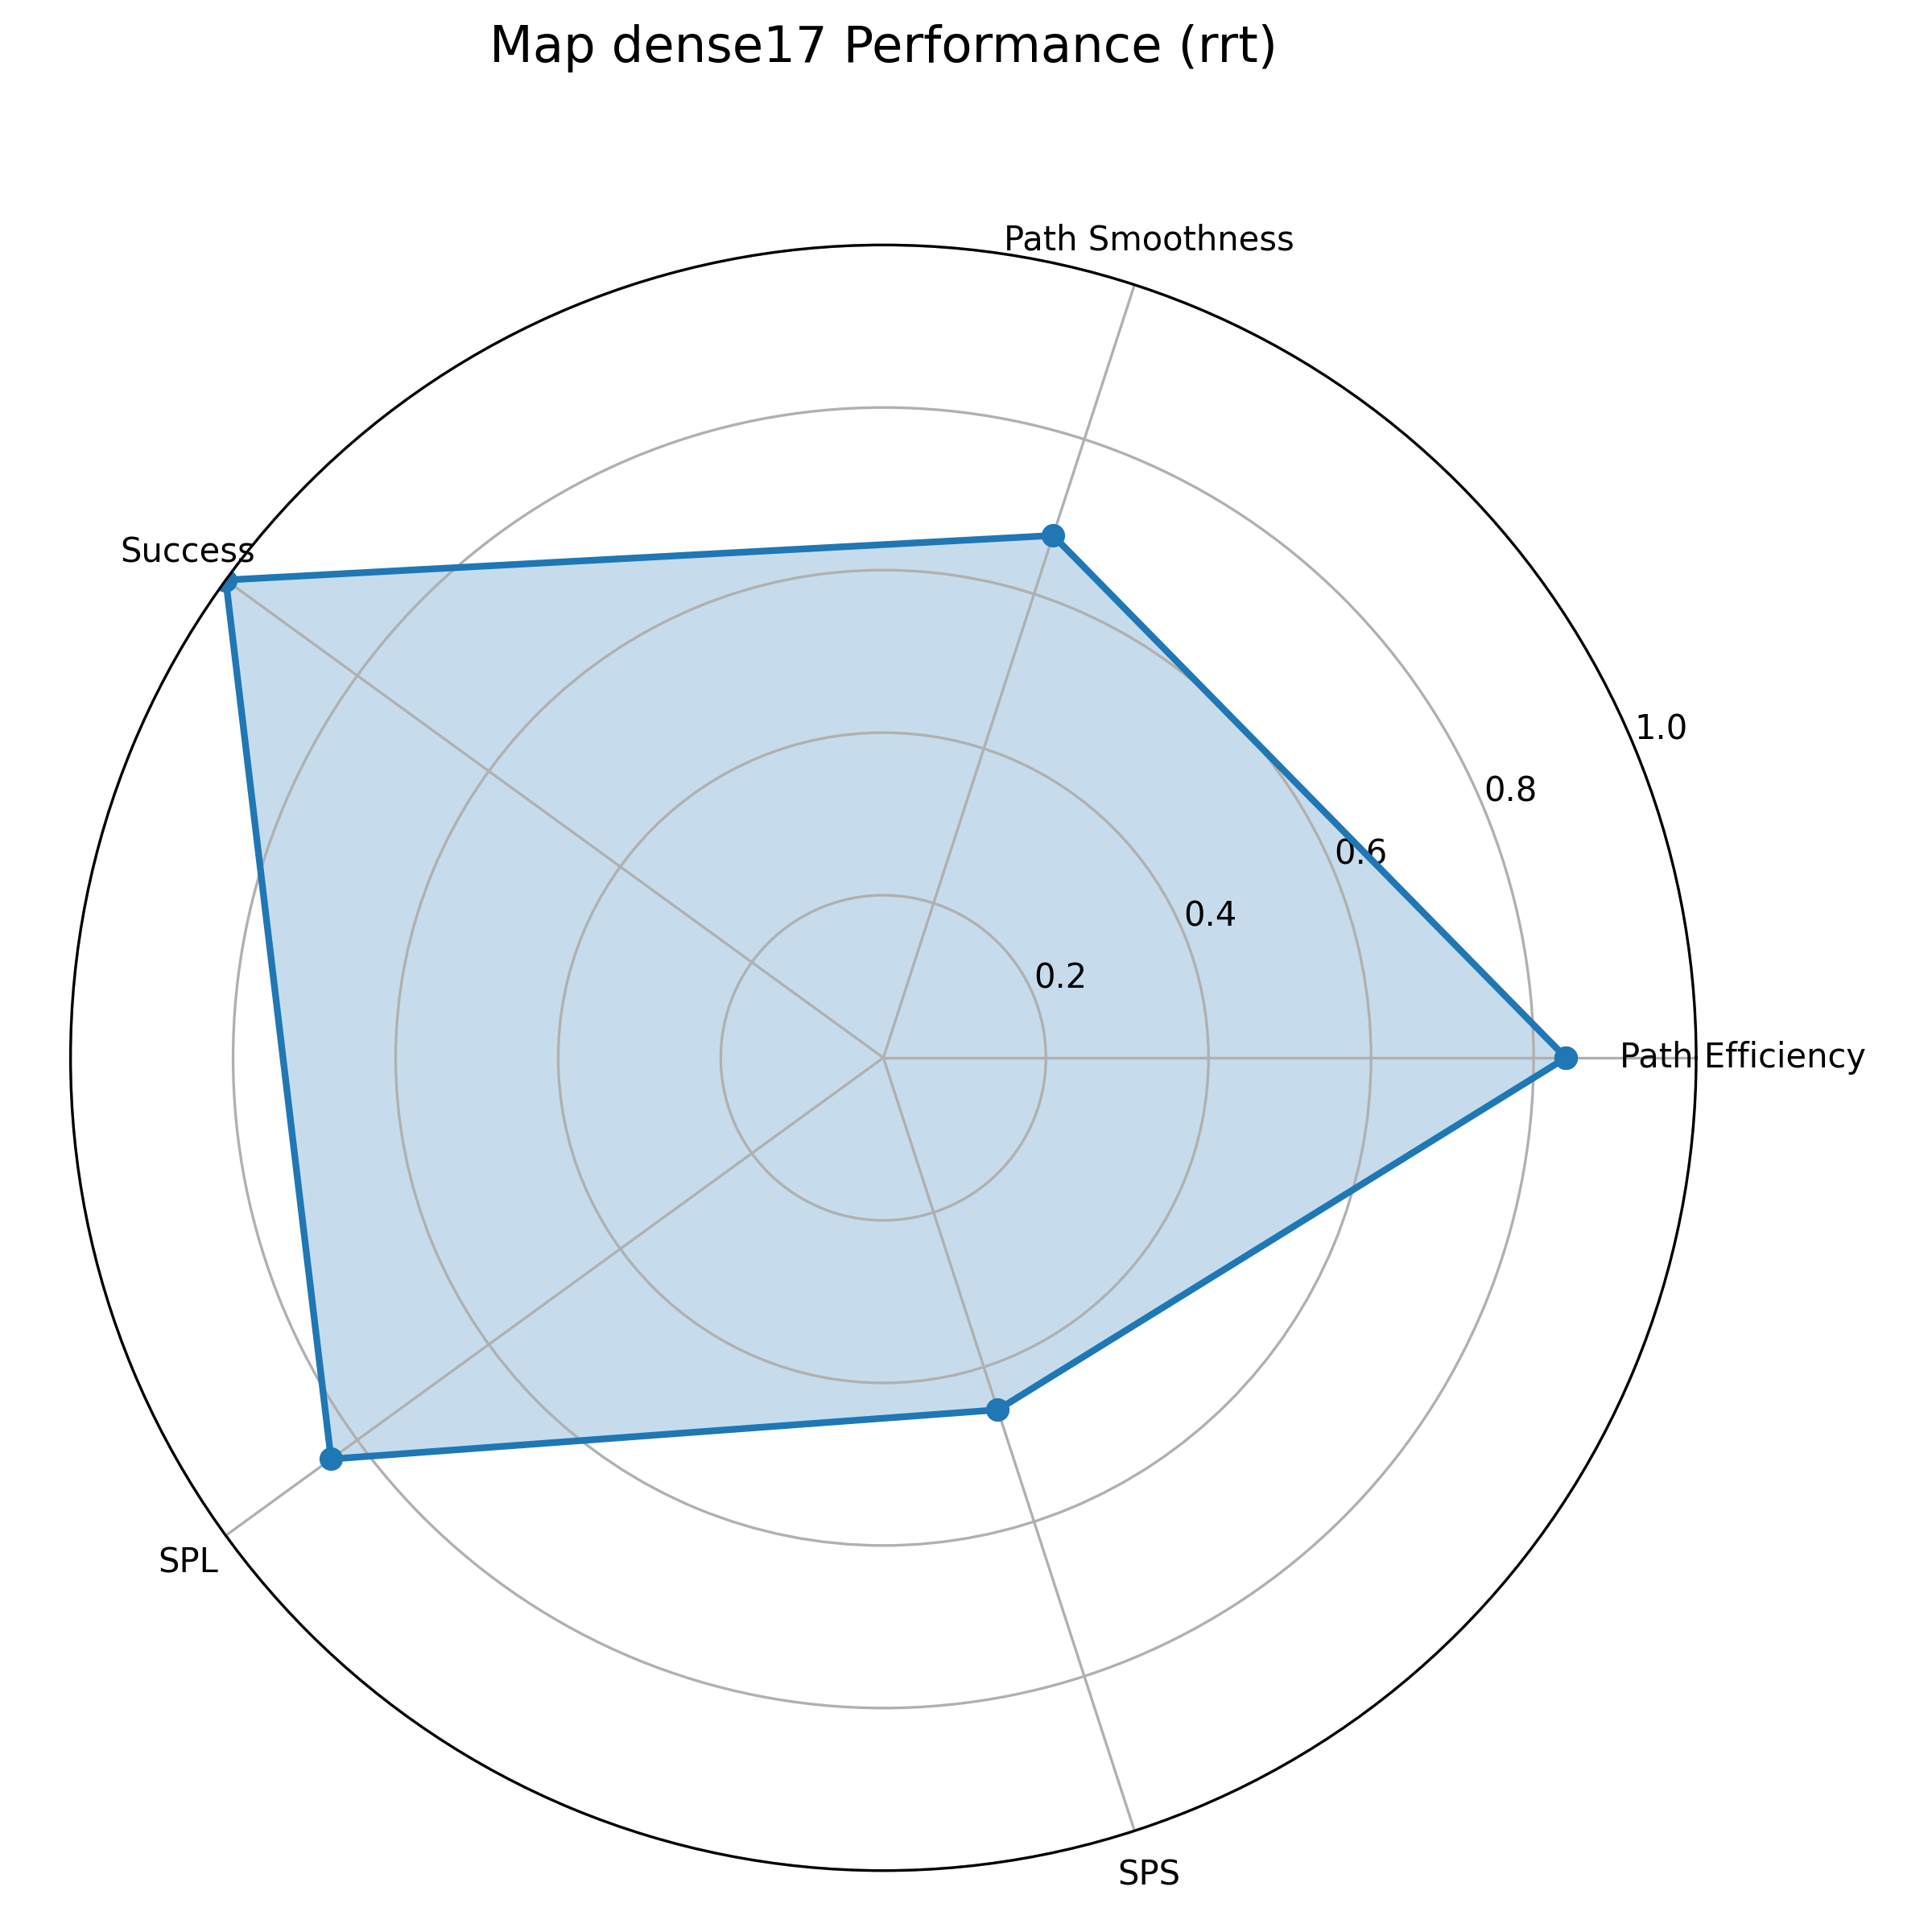 Map dense17 Performance (rrt)
Path Smoothness
Success
1.0
0.8
0.6
0.4
0.2
Path Efficiency
SPL
SPS